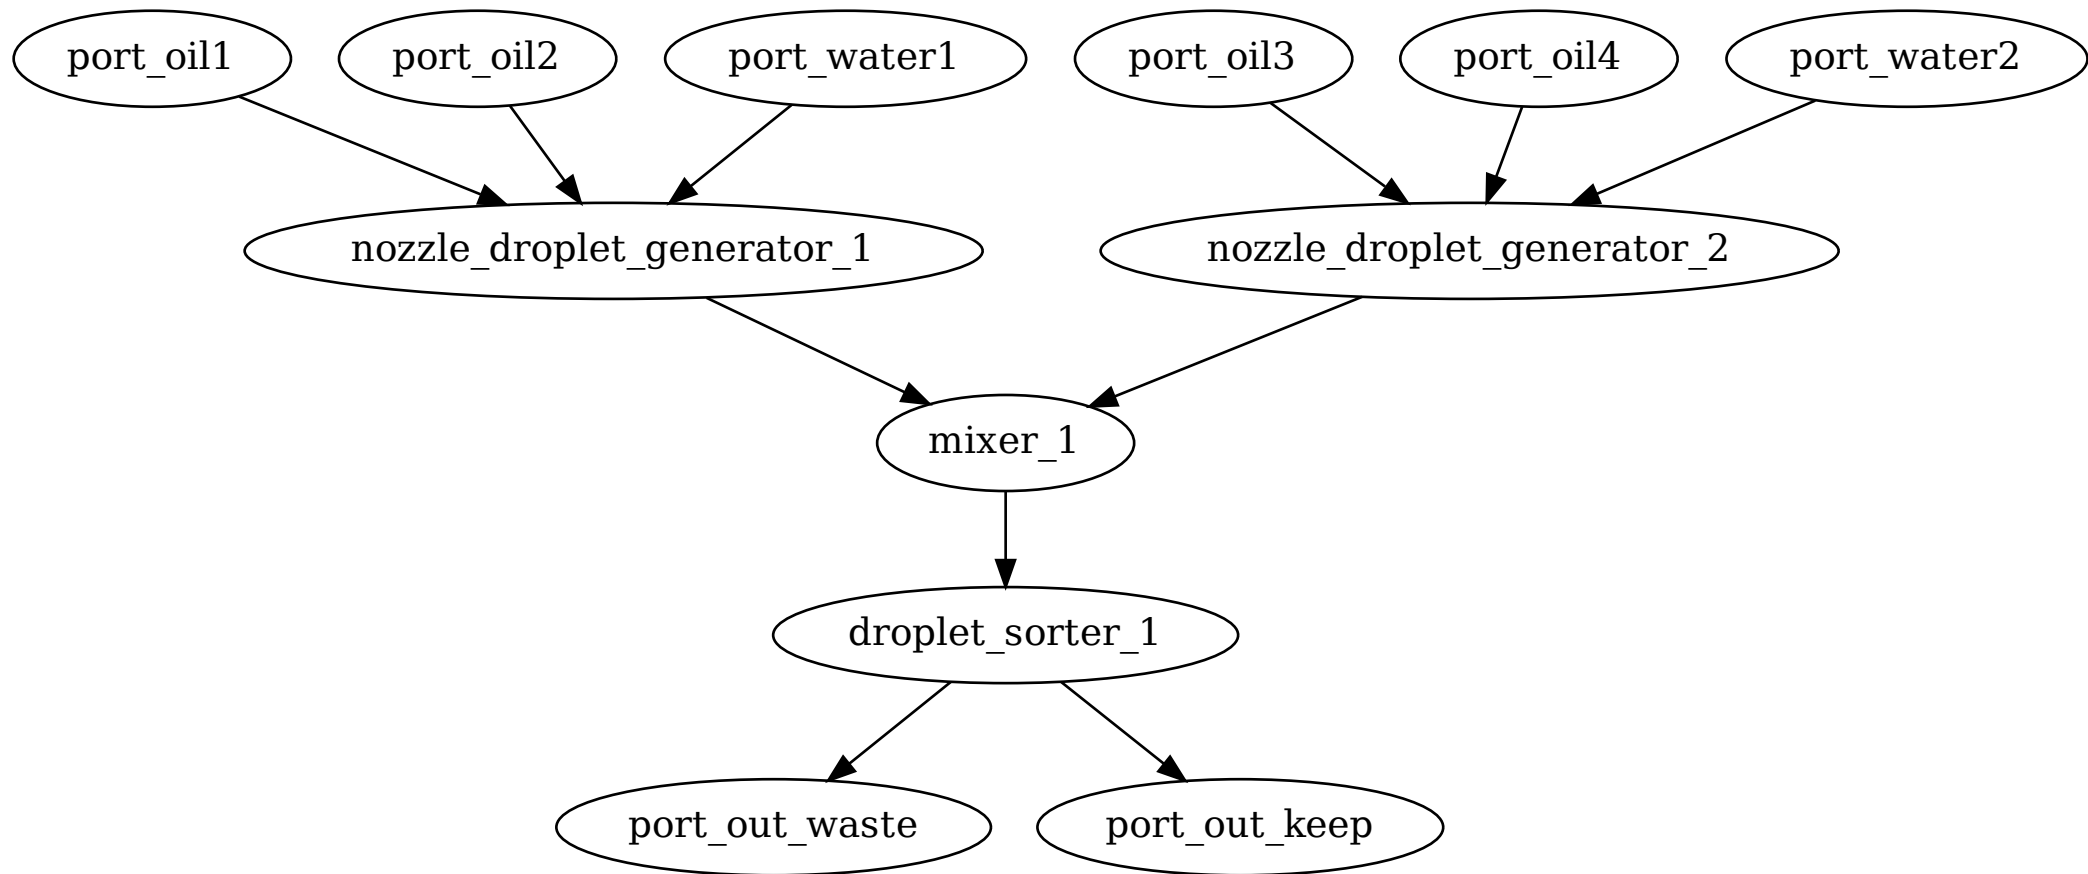 port_oil1
port_oil2
port_water1
port_oil3
port_oil4
port_water2
nozzle_droplet_generator_1
nozzle_droplet_generator_2
mixer_1
droplet_sorter_1
port_out_waste
port_out_keep